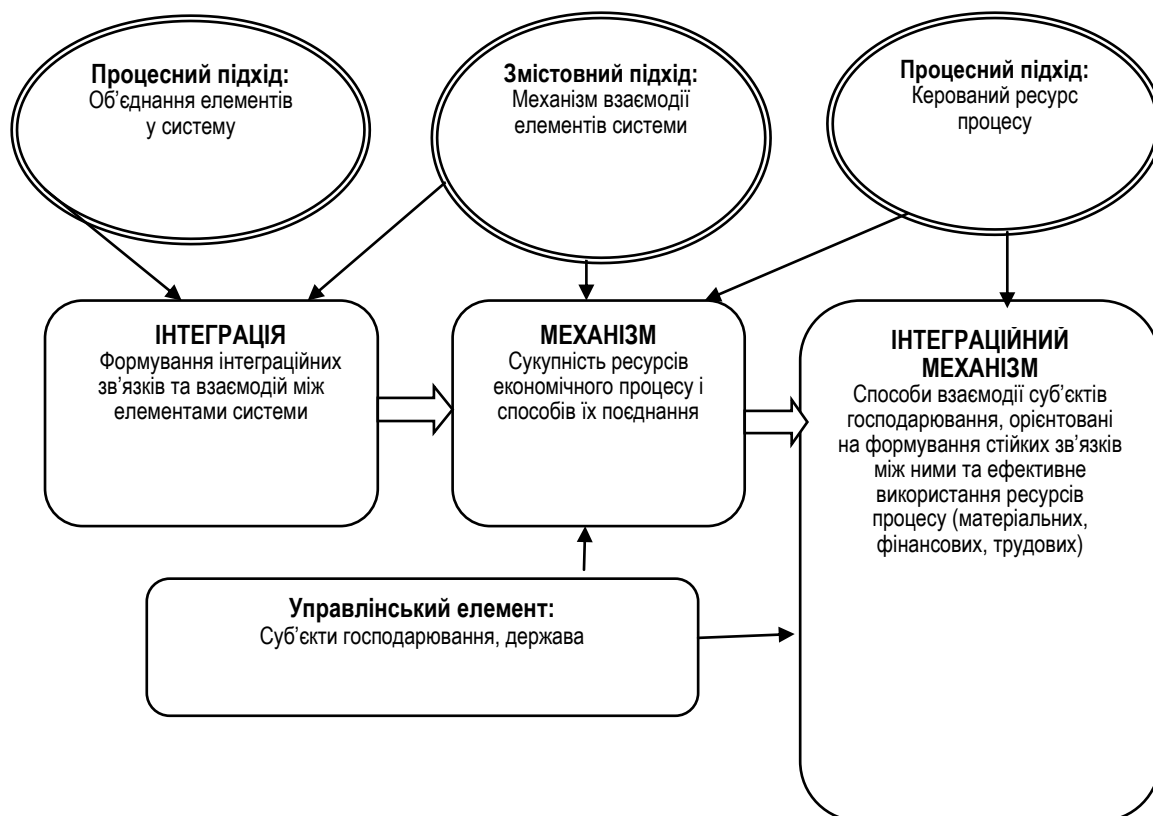 Процесний підхід:
Об’єднання елементів
у систему
Змістовний підхід:
Механізм взаємодії
елементів системи
Процесний підхід:
Керований ресурс
процесу
ІНТЕГРАЦІЯ
Формування інтеграційних
зв’язків та взаємодій між
елементами системи
МЕХАНІЗМ
Сукупність ресурсів
економічного процесу і
способів їх поєднання
ІНТЕГРАЦІЙНИЙ
МЕХАНІЗМ
Способи взаємодії суб’єктів
господарювання, орієнтовані
на формування стійких зв’язків
між ними та ефективне
використання ресурсів
процесу (матеріальних,
фінансових, трудових)
Управлінський елемент:
Суб’єкти господарювання, держава